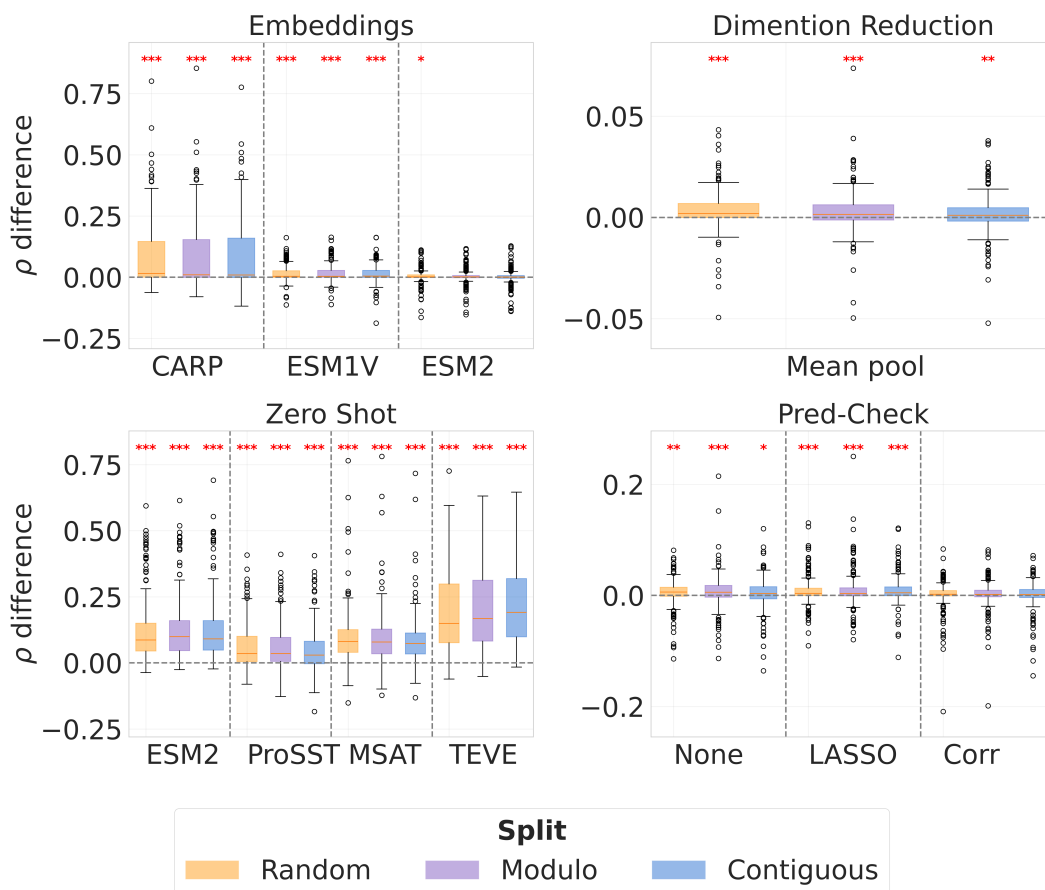 Embeddings
*** *** *** *** *** *** *
ρ difference
0.75
0.50
0.25
0.00
−0.25
CARP ESM1V ESM2
Dimention Reduction
*** *** **
0.05
0.00
−0.05
Mean pool
Zero Shot
*** *** *** *** *** *** *** *** *** *** *** ***
ρ difference
0.75
0.50
0.25
0.00
−0.25
ESM2 ProSST MSAT TEVE
Pred-Check
** *** * *** *** ***
0.2
0.0
−0.2
None LASSO Corr
Split
Random Modulo Contiguous